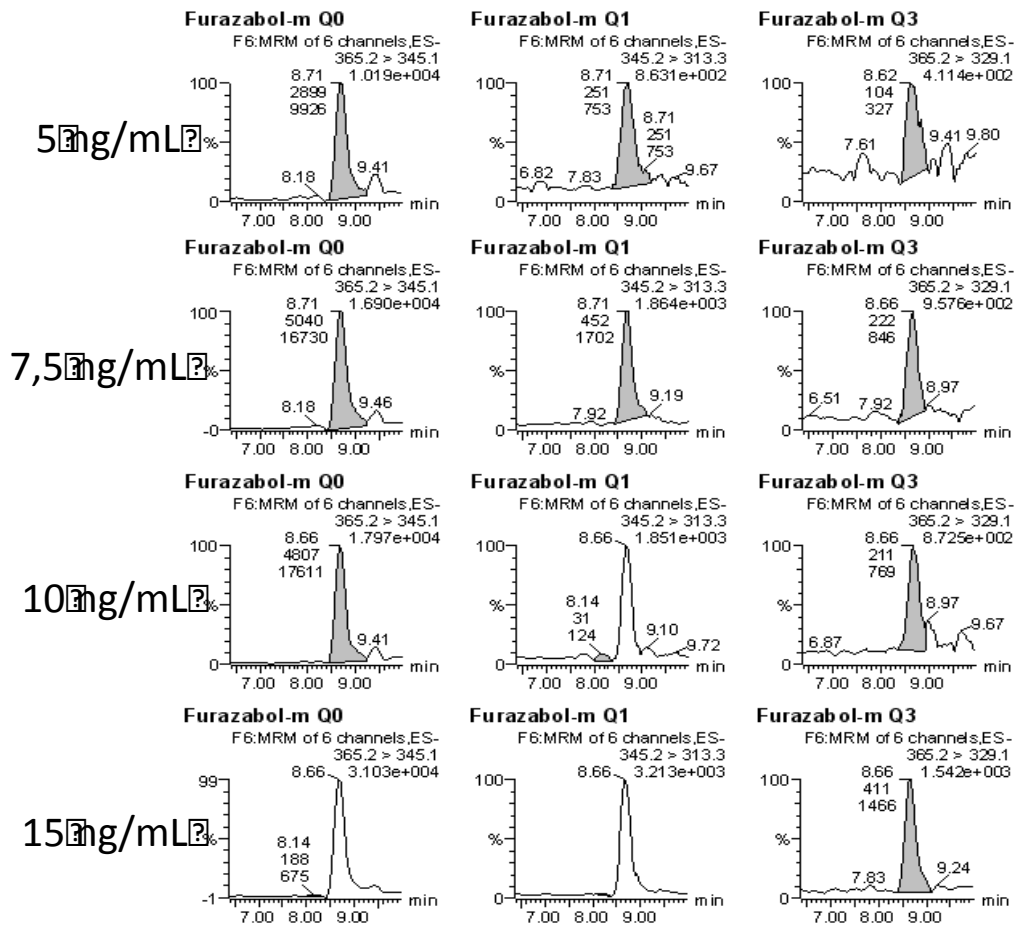 Furazabol-m Q0
F6:MRM of 6 channels,ES-
365.2 > 345.1
1.019e+004
8.71
2899
9926
100
%
0
8.18
9.41
7.00 8.00 9.00
min
Furazabol-m Q1
F6:MRM of 6 channels,ES-
345.2 > 313.3
8.631e+002
8.71
251
753
8.71
251
753
100
%
0
6.82
7.83
9.67
7.00 8.00 9.00
min
Furazabol-m Q3
F6:MRM of 6 channels,ES-
365.2 > 329.1
4.114e+002
8.62
104
327
100
%
0
7.61
9.41
9.80
7.00 8.00 9.00
min
5 ng/mL
Furazabol-m Q0
F6:MRM of 6 channels,ES-
365.2 > 345.1
1.690e+004
8.71
5040
16730
100
%
-0
8.18
9.46
7.00 8.00 9.00
min
Furazabol-m Q1
F6:MRM of 6 channels,ES-
345.2 > 313.3
1.864e+003
8.71
452
1702
100
%
0
7.92
9.19
7.00 8.00 9.00
min
Furazabol-m Q3
F6:MRM of 6 channels,ES-
365.2 > 329.1
9.576e+002
8.66
222
846
100
%
0
6.51
7.92
8.97
7.00 8.00 9.00
min
7,5 ng/mL
Furazabol-m Q0
F6:MRM of 6 channels,ES-
365.2 > 345.1
1.797e+004
8.66
4807
17611
100
%
0
9.41
7.00 8.00 9.00
min
Furazabol-m Q1
F6:MRM of 6 channels,ES-
345.2 > 313.3
1.851e+003
8.66
100
%
0
8.14
31
124
9.10
9.72
7.00 8.00 9.00
min
Furazabol-m Q3
F6:MRM of 6 channels,ES-
365.2 > 329.1
8.725e+002
8.66
211
769
100
%
0
6.87
8.97
9.67
7.00 8.00 9.00
min
10 ng/mL
Furazabol-m Q0
F6:MRM of 6 channels,ES-
365.2 > 345.1
3.103e+004
8.66
99
%
-1
8.14
188
675
7.00 8.00 9.00
min
Furazabol-m Q1
F6:MRM of 6 channels,ES-
345.2 > 313.3
3.213e+003
8.66
100
%
0
7.00 8.00 9.00
min
Furazabol-m Q3
F6:MRM of 6 channels,ES-
365.2 > 329.1
1.542e+003
8.66
411
1466
100
%
0
7.83
9.24
7.00 8.00 9.00
min
15 ng/mL